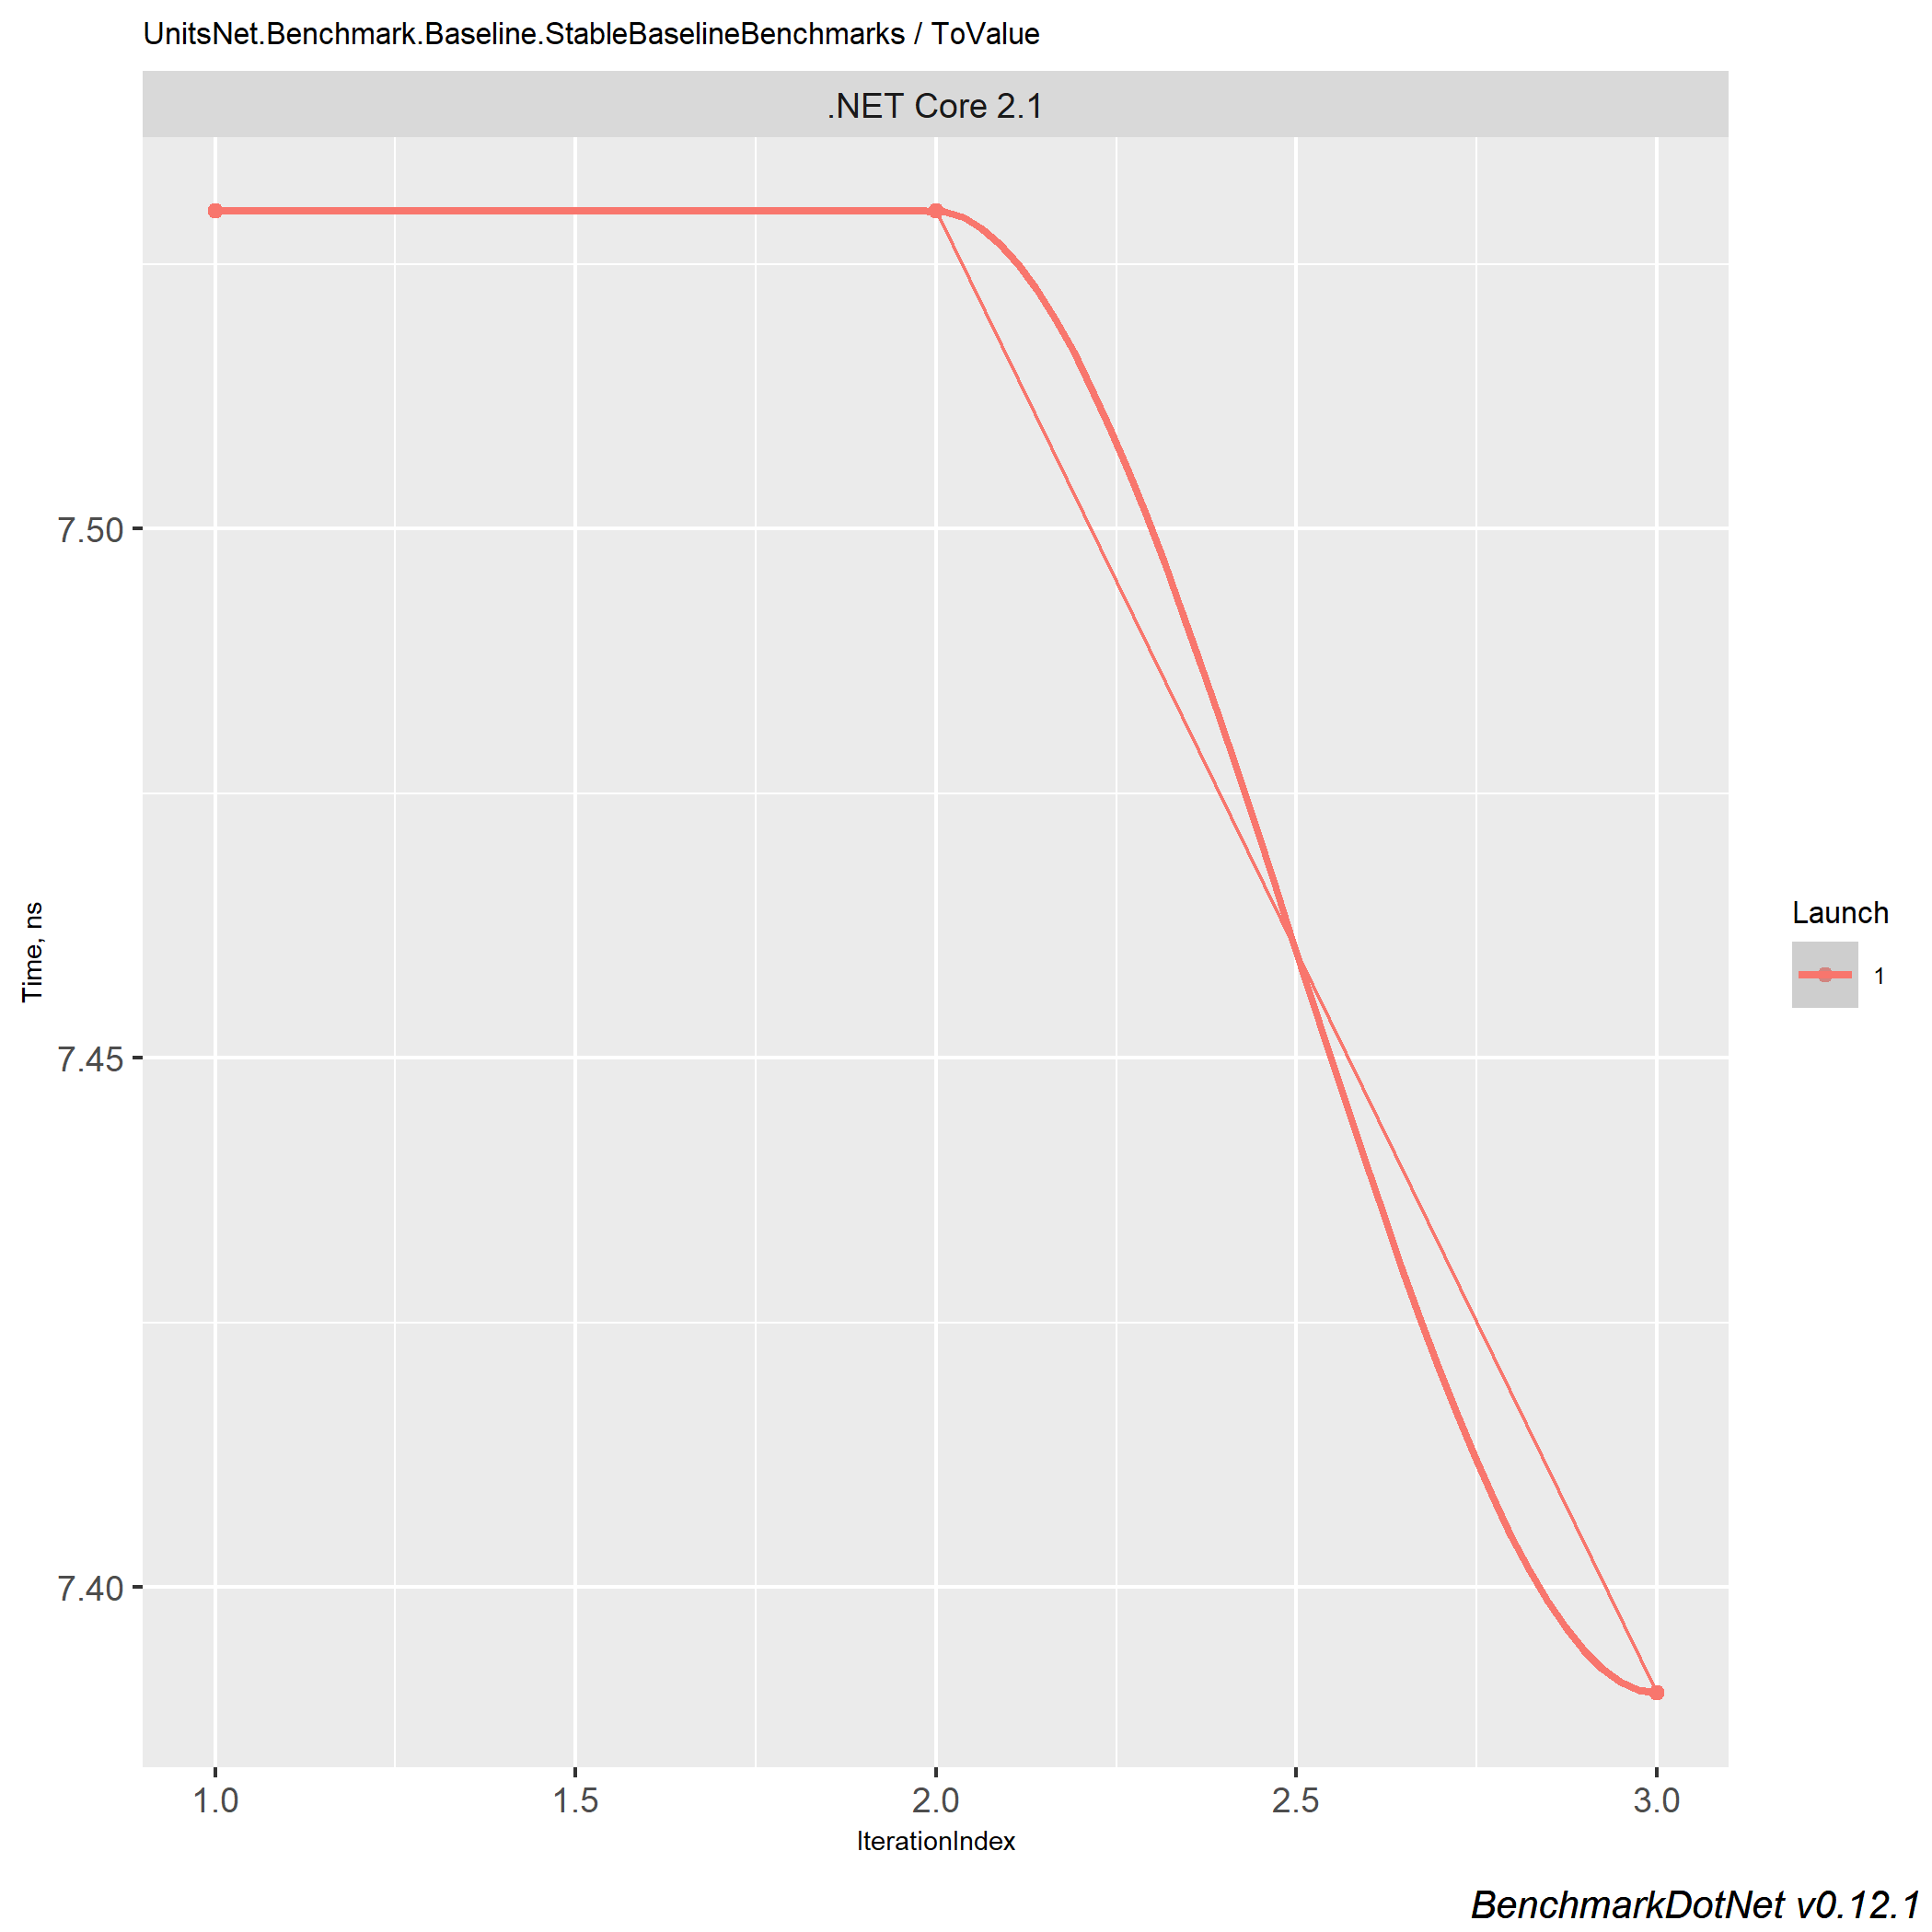 UnitsNet.Benchmark.Baseline.StableBaselineBenchmarks / ToValue
.NET Core 2.1
7.50
7.45
7.40
Time, ns
1.0 1.5 2.0 2.5 3.0
IterationIndex
Launch
1
BenchmarkDotNet v0.12.1